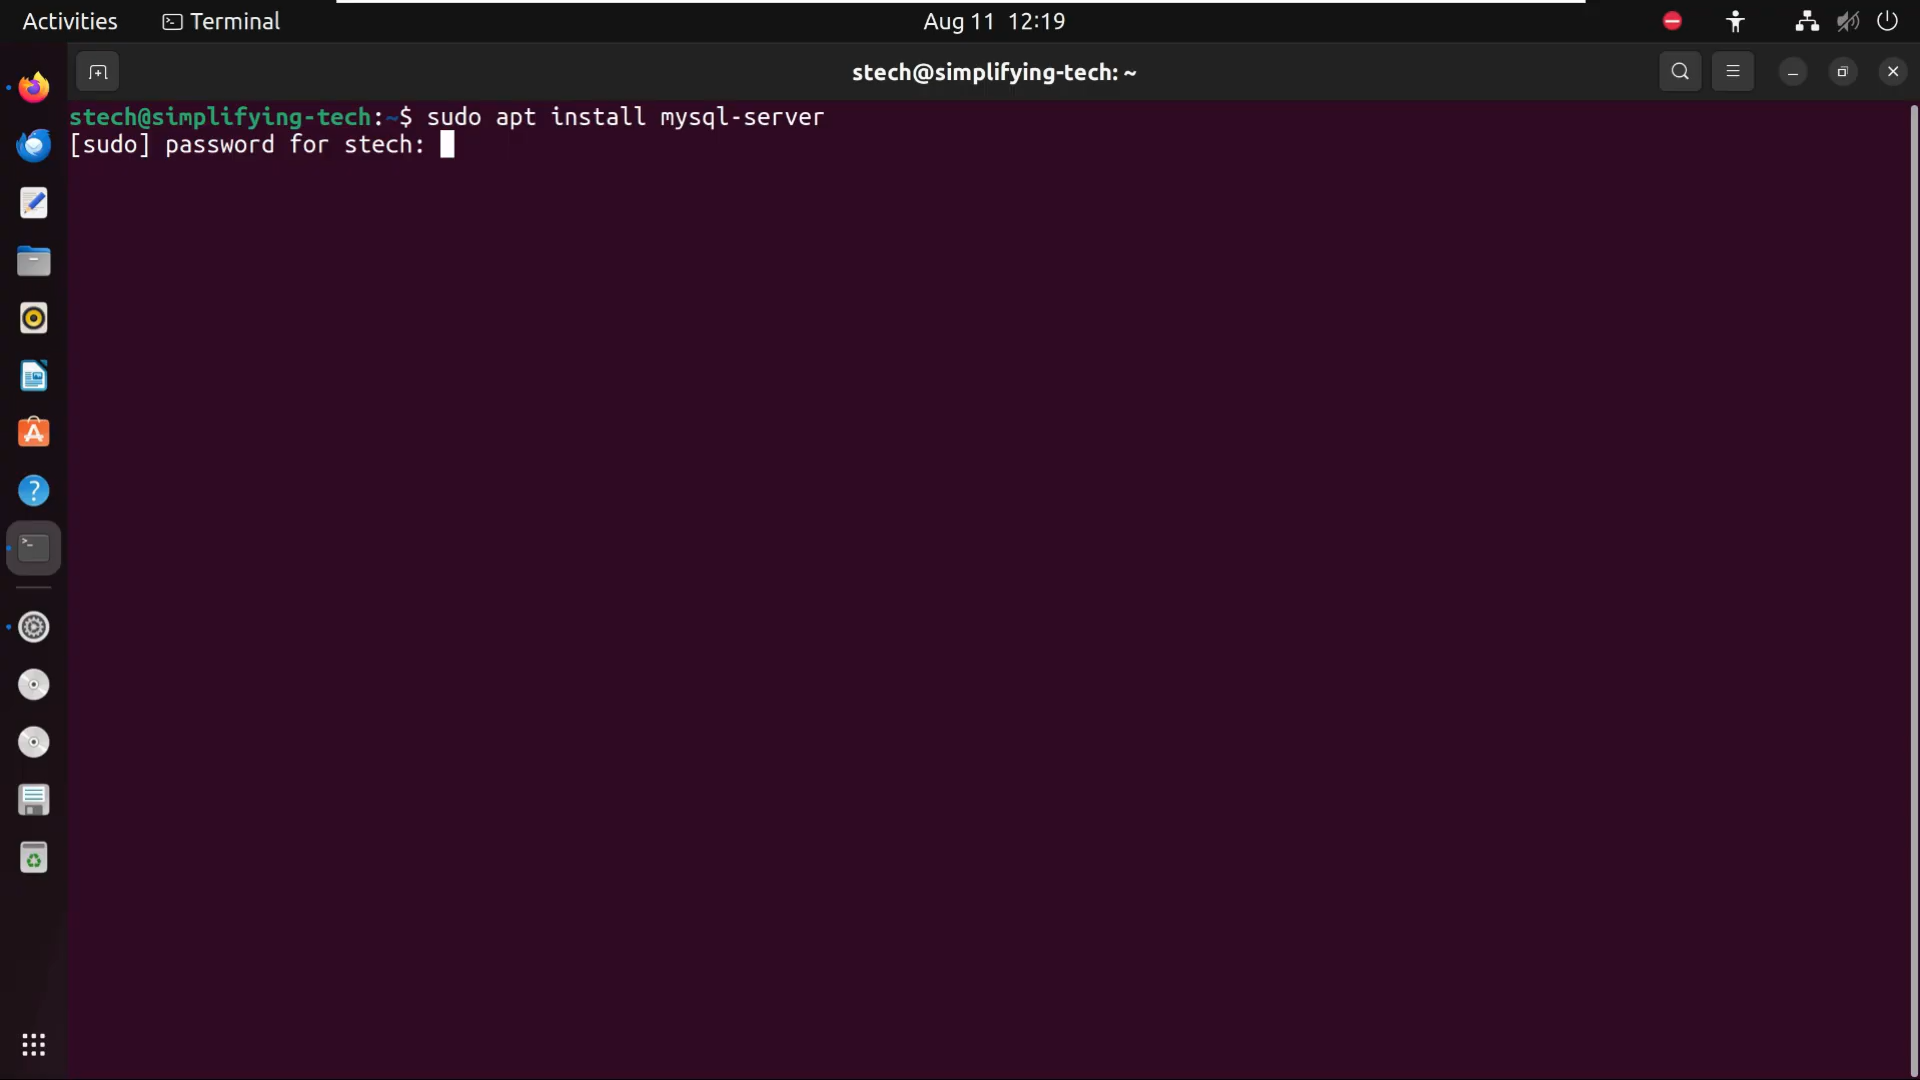 Activities Terminal Aug 11 12:19
stech@simplifying-tech: ~
stech@simplifying-tech:~$ sudo apt install mysql-server
[sudo] password for stech: